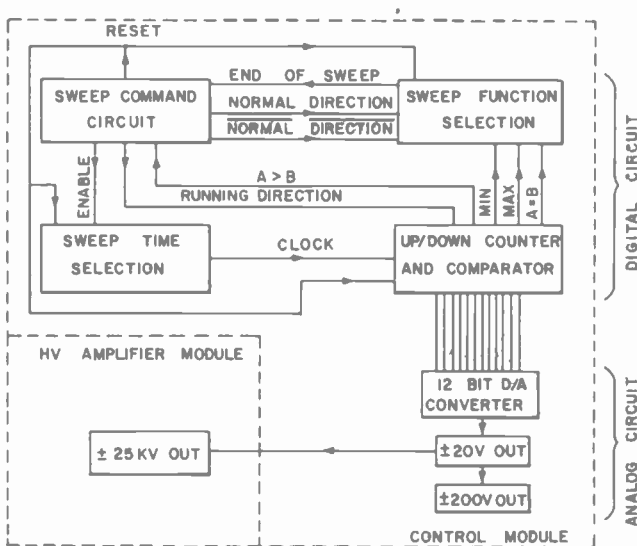 RESET
END OF SWEEP
SWEEP COMMAND
CIRCUIT
NORMAL DIRECTION
NORMAL DIRECTION
SWEEP FUNCTION
SELECTION
ENABLE
A > B
RUNNING DIRECTION
MIN
MAX
A = B
DIGITAL CIRCUIT
SWEEP TIME
SELECTION
CLOCK
UP/DOWN COUNTER
AND COMPARATOR
HV AMPLIFIER MODULE
12 BIT D/A
CONVERTER
± 25KV OUT
±20V OUT
±200V OUT
ANALOG CIRCUIT
CONTROL MODULE